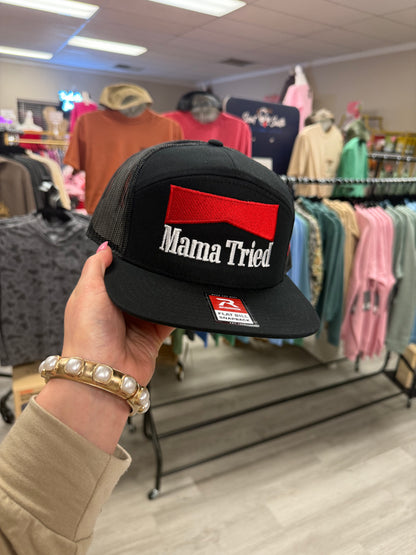 Mama Tried
R
FLAT BILL
SNAPBACK